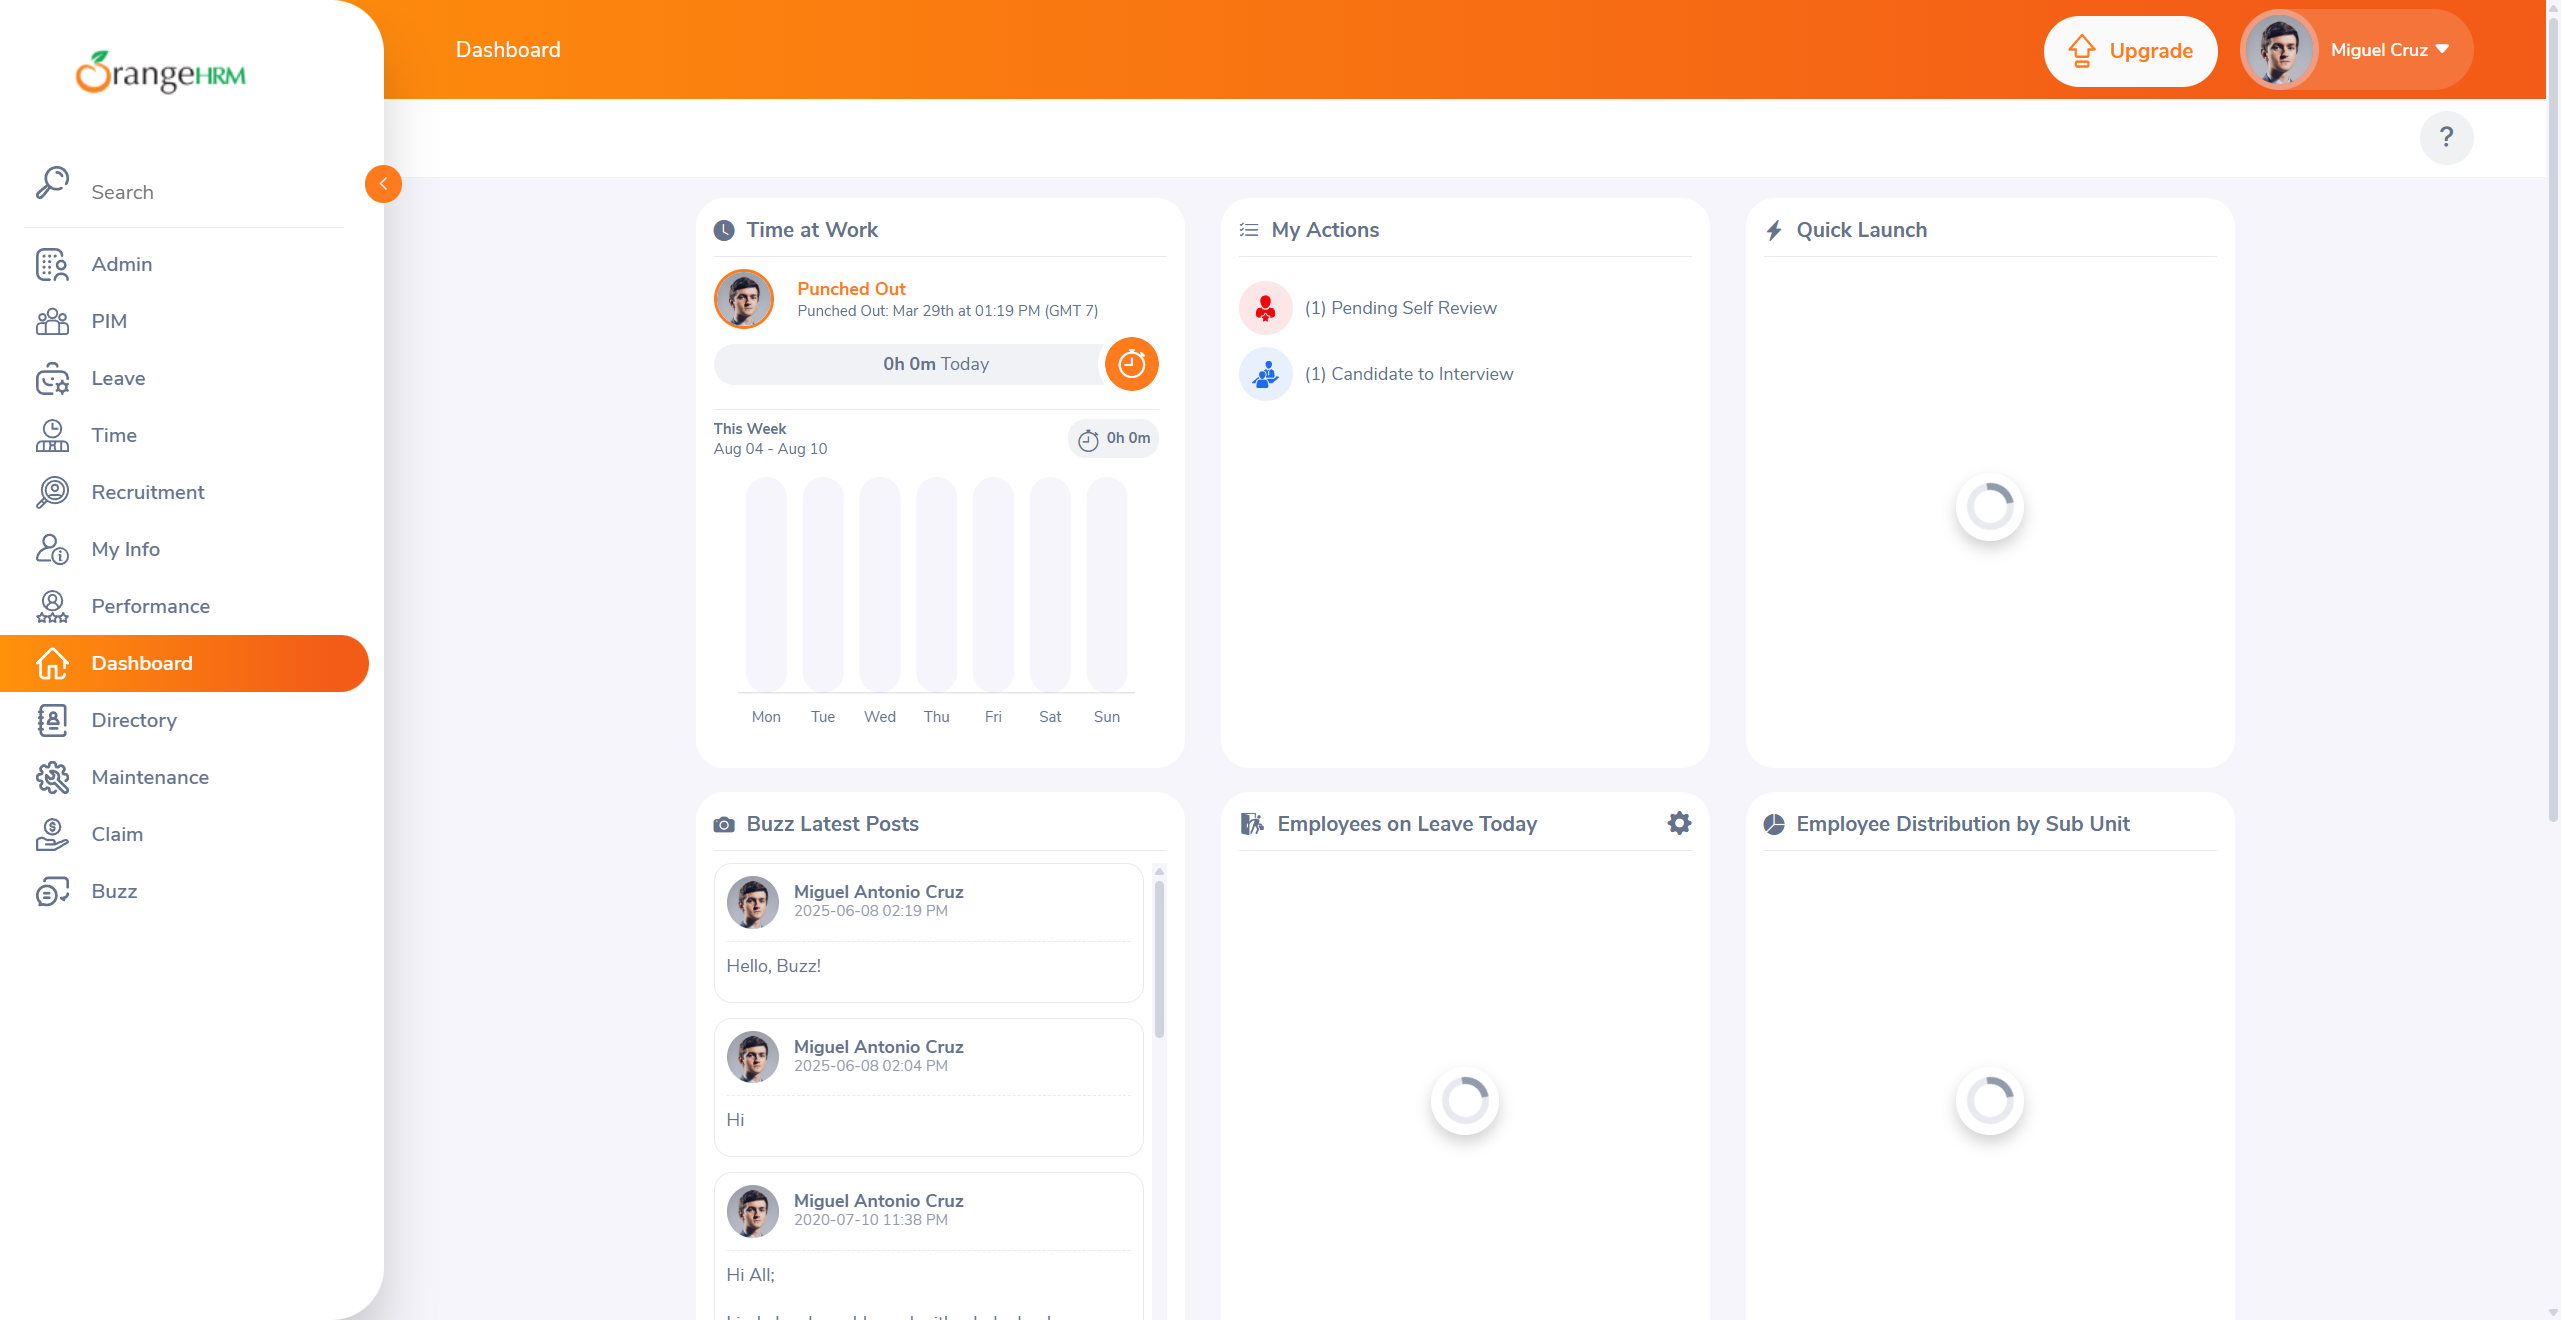 OrangeHRM
Search
Admin
PIM
Leave
Time
Recruitment
My Info
Performance
Dashboard
Directory
Maintenance
Claim
Buzz
Dashboard
Upgrade
Miguel Cruz
?
Time at Work
Punched Out
Punched Out: Mar 29th at 01:19 PM (GMT 7)
0h 0m Today
This Week
Aug 04 - Aug 10
0h 0m
Mon Tue Wed Thu Fri Sat Sun
My Actions
(1) Pending Self Review
(1) Candidate to Interview
Quick Launch
Buzz Latest Posts
Miguel Antonio Cruz
2025-06-08 02:19 PM
Hello, Buzz!
Miguel Antonio Cruz
2025-06-08 02:04 PM
Hi
Miguel Antonio Cruz
2020-07-10 11:38 PM
Hi All;
Employees on Leave Today
Employee Distribution by Sub Unit